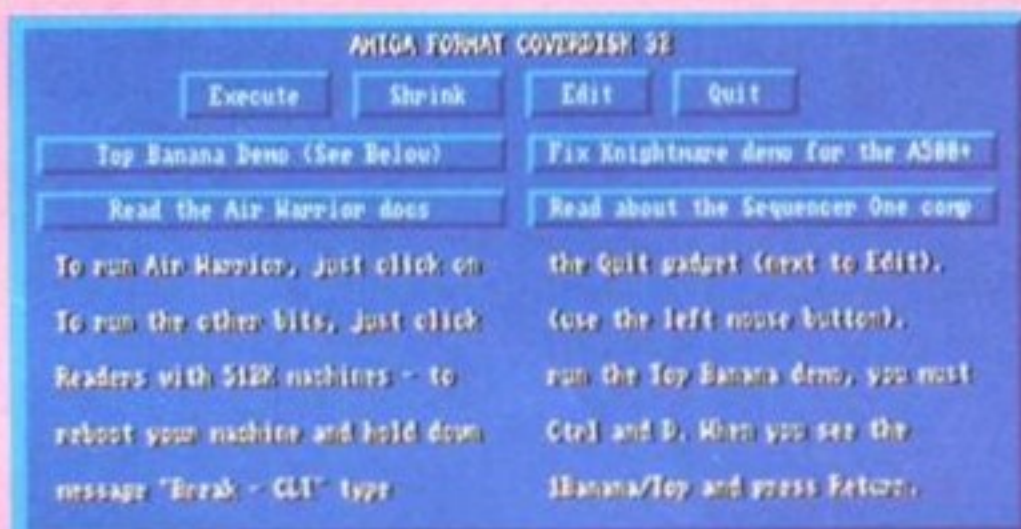 AMIGA FORMAT COVERDISK 32
Execute Shrink Edit Quit
Top Banana Demo (See Below) Fix Knightmare demo for the A500+
Read the Air Warrior docs Read about the Sequencer One comp
To run Air Warrior, just click on the Quit gadget (next to Edit).
To run the other bits, just click (use the left mouse button).
Readers with 512K machines - to run the Top Banana demo, you must
reboot your machine and hold down Ctrl and D. When you see the
message "Break - CLI" type 1Banana/Top and press Return.